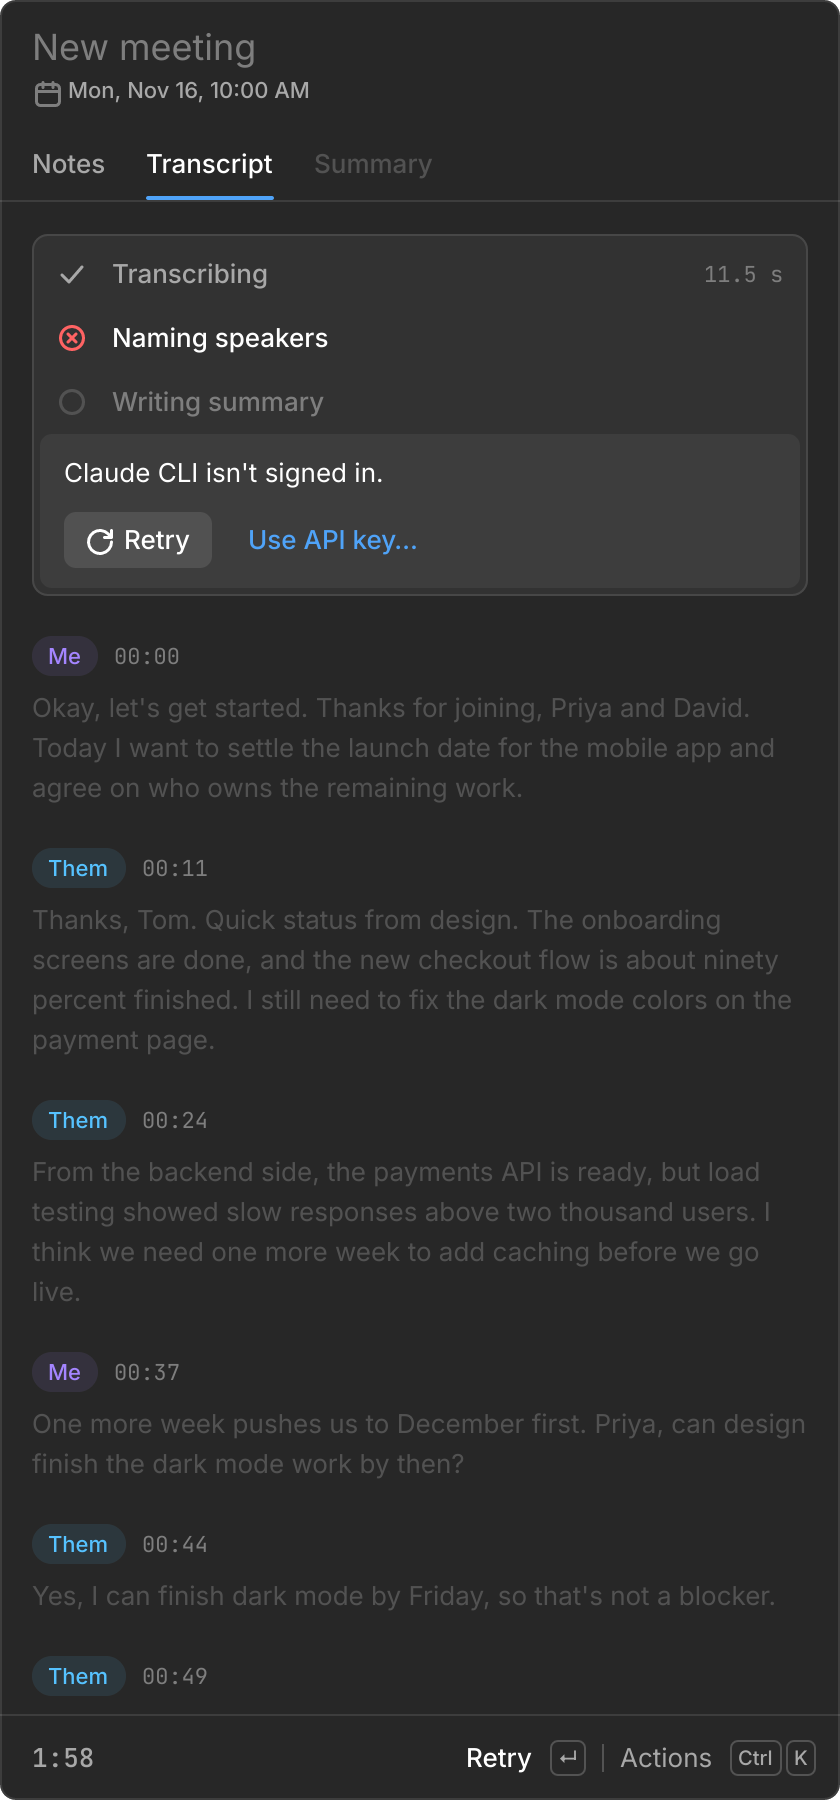 New meeting
Mon, Nov 16, 10:00 AM
Notes Transcript Summary
Transcribing 11.5 s
Naming speakers
Writing summary
Claude CLI isn't signed in.
Retry Use API key...
Me 00:00
Okay, let's get started. Thanks for joining, Priya and David.
Today I want to settle the launch date for the mobile app and
agree on who owns the remaining work.
Them 00:11
Thanks, Tom. Quick status from design. The onboarding
screens are done, and the new checkout flow is about ninety
percent finished. I still need to fix the dark mode colors on the
payment page.
Them 00:24
From the backend side, the payments API is ready, but load
testing showed slow responses above two thousand users. I
think we need one more week to add caching before we go
live.
Me 00:37
One more week pushes us to December first. Priya, can design
finish the dark mode work by then?
Them 00:44
Yes, I can finish dark mode by Friday, so that's not a blocker.
Them 00:49
1:58 Retry Actions Ctrl K